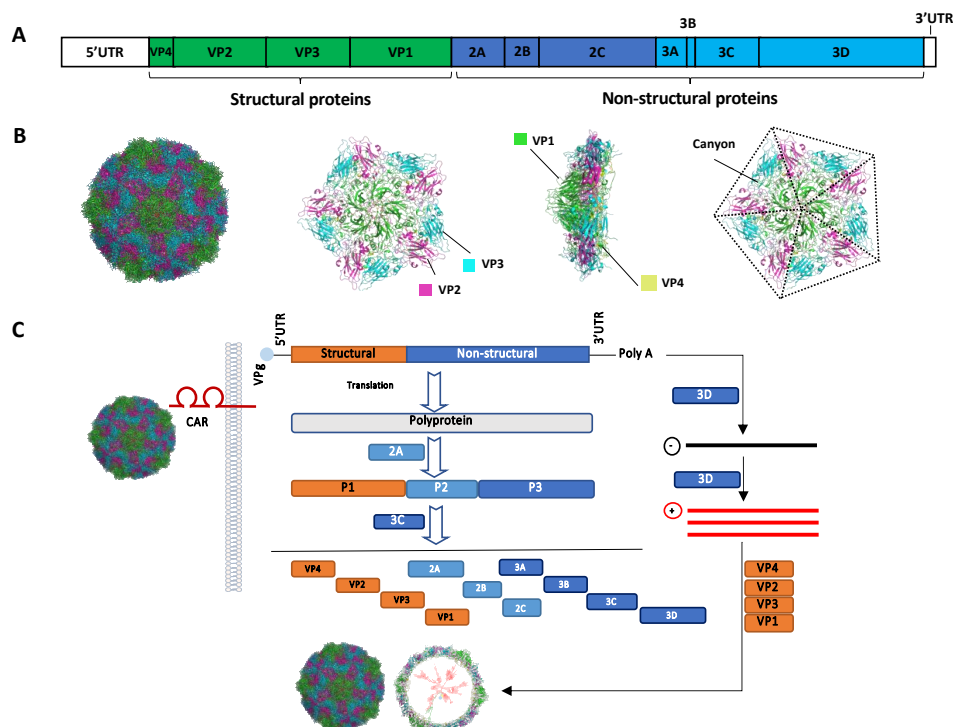 A
5'UTR VP4 VP2 VP3 VP1 2A 2B 2C 3A 3B 3C 3D 3'UTR
Structural proteins
Non-structural proteins
B
VP1
VP3
VP2
VP4
Canyon
C
VPg
5'UTR
Structural
Non-structural
3'UTR
Poly A
CAR
Translation
Polyprotein
2A
P1 P2 P3
3C
VP4
VP2
VP3
VP1
2A
2B
2C
3A
3B
3C
3D
3D
-
3D
+
VP4
VP2
VP3
VP1